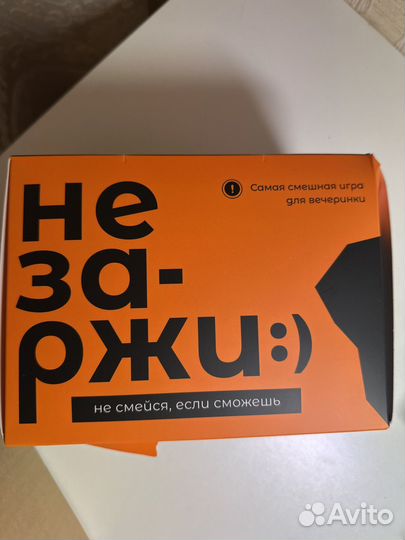 не
за-
ржи:)
!
Самая смешная игра
для вечеринки
не смейся, если сможешь
Avito